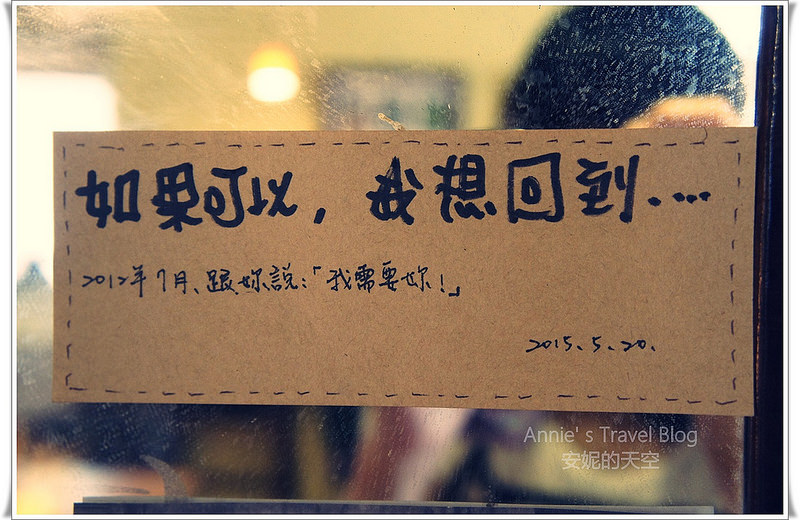 如果可以，我想回到.....
2012年7月、跟妳說：「我需要妳！」
2015.5.20.
Annie's Travel Blog
安妮的天空